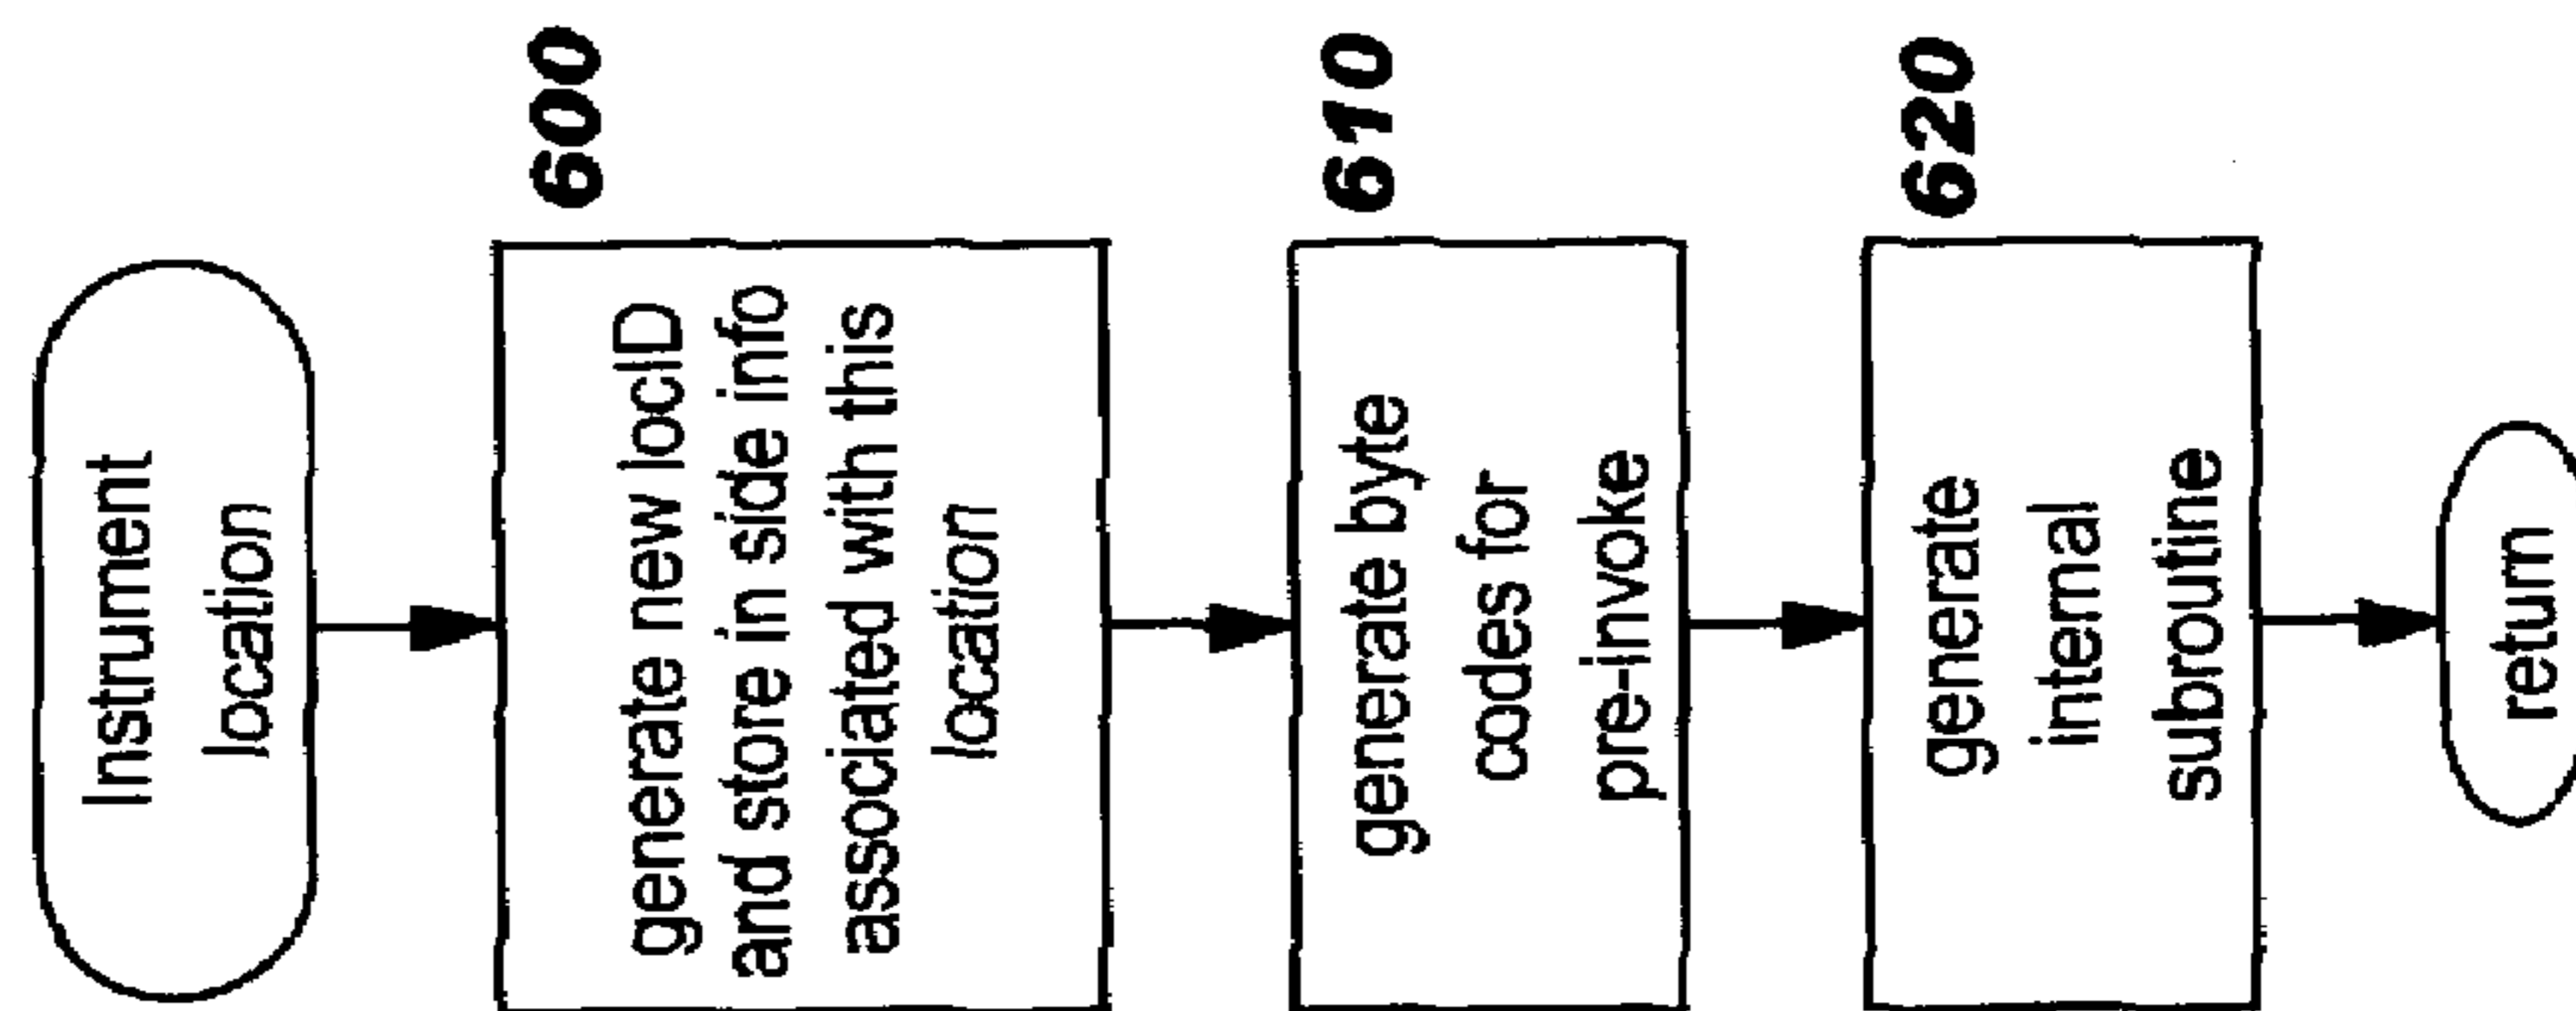 Instrument
location
600
generate new locID
and store in side info
associated with this
location
610
generate byte
codes for
pre-invoke
620
generate
internal
subroutine
return